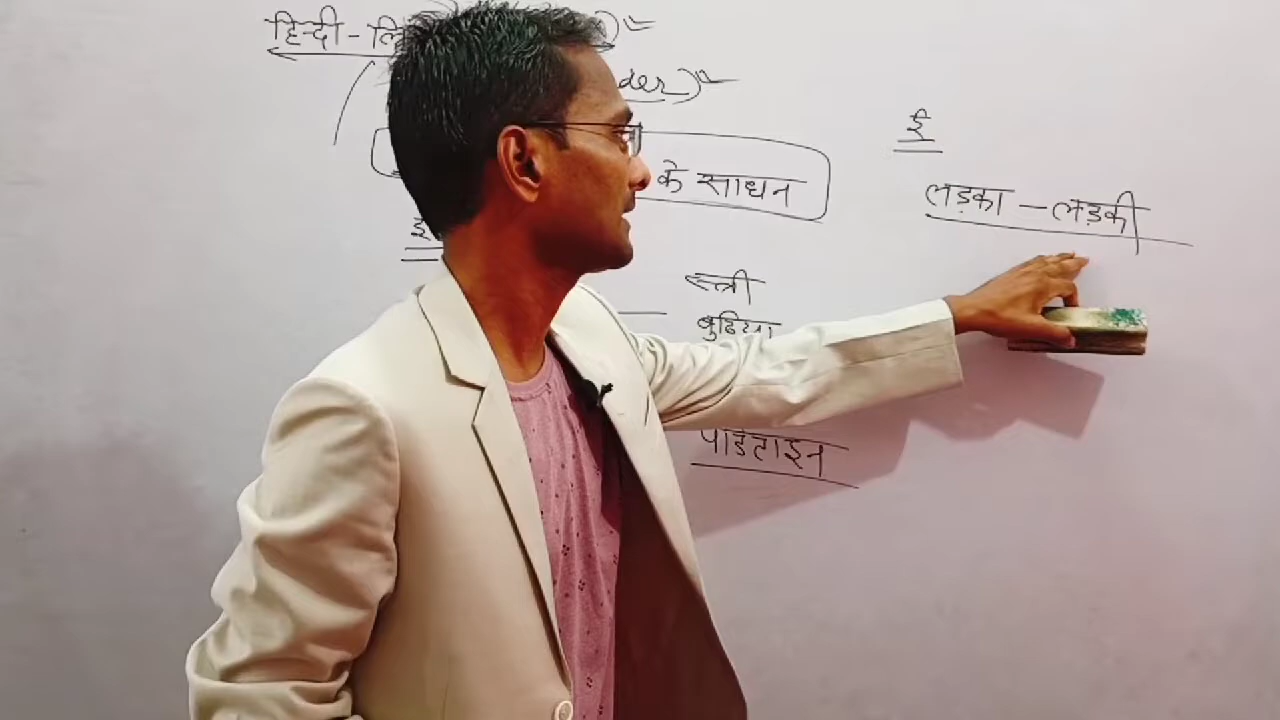 हिन्दी - लि )
der)
के साधन
ई
ई
लड़का - लड़की
स्त्री
बुढिया
पंडिताइन